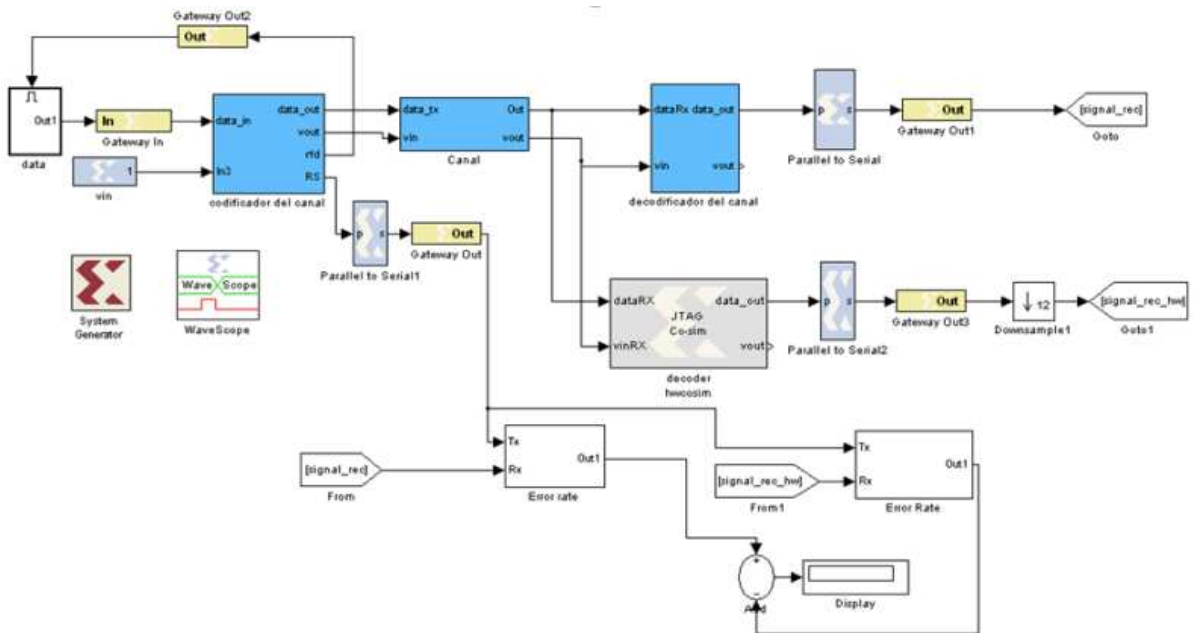 Gateway Out2
Out
Out1
data
In
Gateway In
1
vin
data_in
In3
data_out
vout
rfd
RS
codificador del canal
data_tx
vin
Out
vout
Canal
dataRx
data_out
vin
vout
decodificador del canal
p
s
Parallel to Serial
Out
Gateway Out1
[signal_rec]
Goto
p
s
Parallel to Serial1
Out
Gateway Out
System
Generator
Wave
Scope
WaveScope
dataRX
data_out
JTAG
Co-sim
vinRX
vout
decoder
hwcosim
p
s
Parallel to Serial2
Out
Gateway Out3
12
Downsample1
[signal_rec_hw]
Goto1
[signal_rec]
From
Tx
Rx
Out1
Error rate
[signal_rec_hw]
From1
Tx
Rx
Out1
Error Rate
+
-
Add
Display